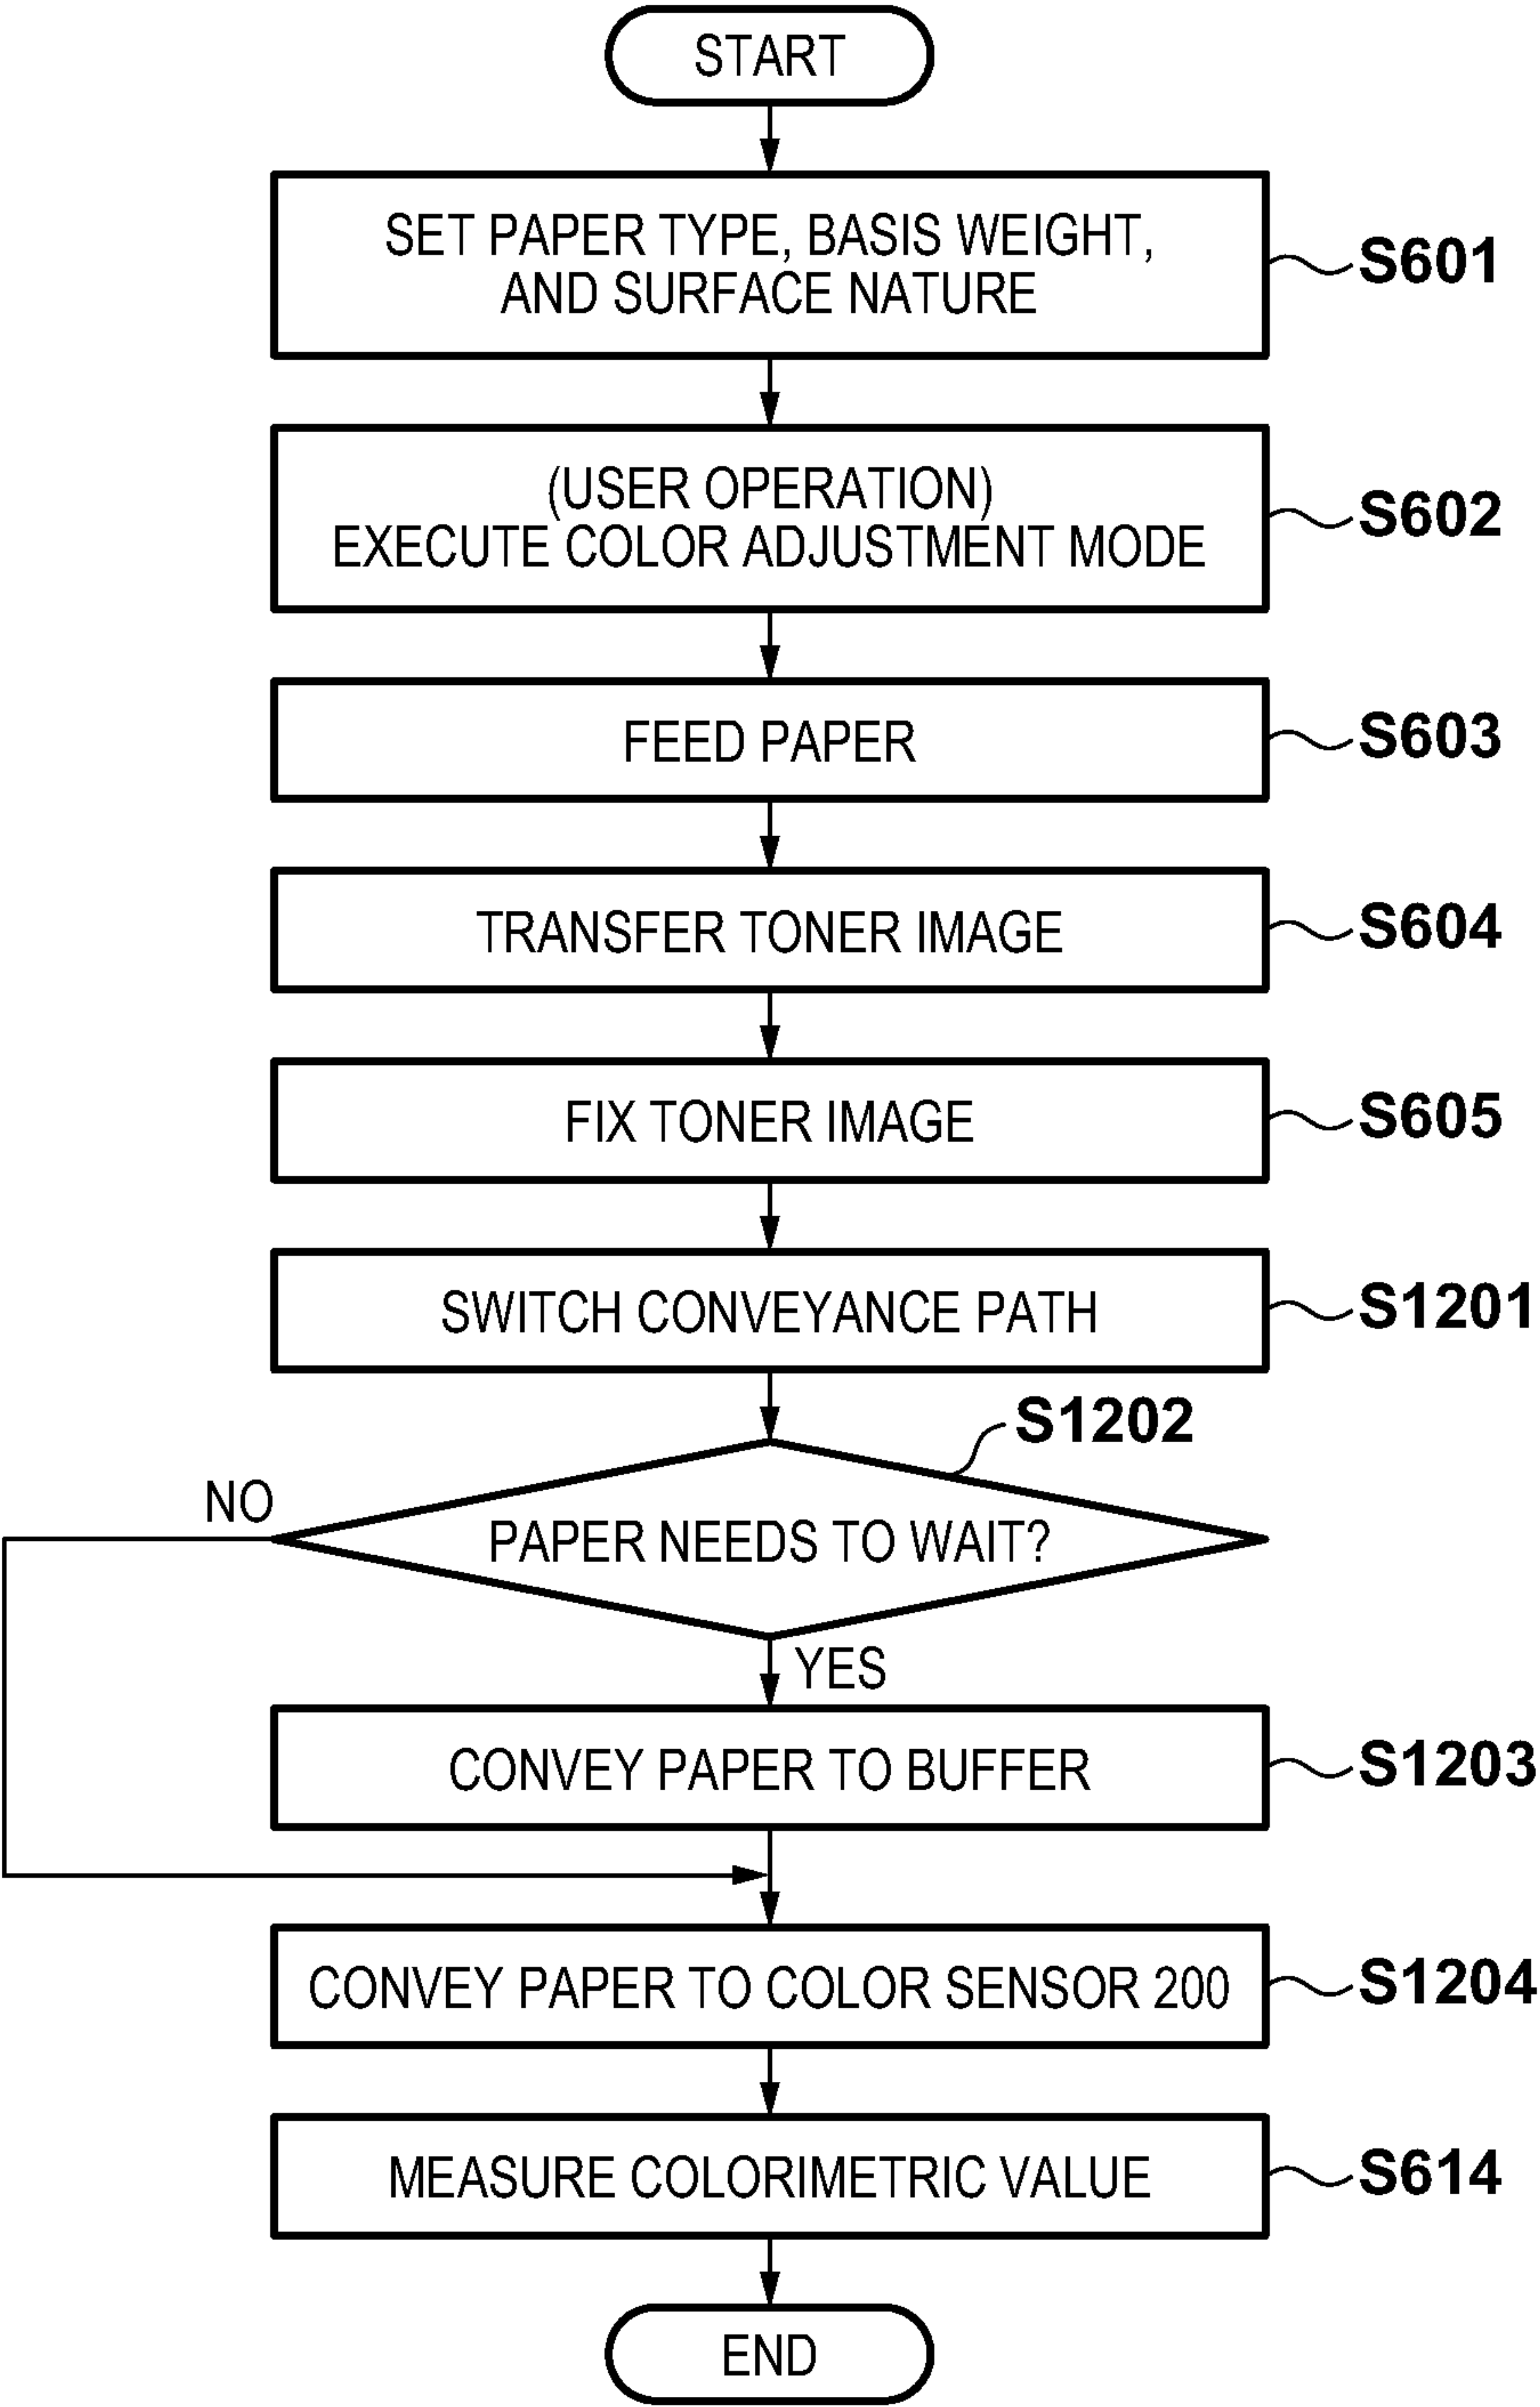 START
SET PAPER TYPE, BASIS WEIGHT,
AND SURFACE NATURE
S601
(USER OPERATION)
EXECUTE COLOR ADJUSTMENT MODE
S602
FEED PAPER
S603
TRANSFER TONER IMAGE
S604
FIX TONER IMAGE
S605
SWITCH CONVEYANCE PATH
S1201
S1202
NO
PAPER NEEDS TO WAIT?
YES
CONVEY PAPER TO BUFFER
S1203
CONVEY PAPER TO COLOR SENSOR 200
S1204
MEASURE COLORIMETRIC VALUE
S614
END